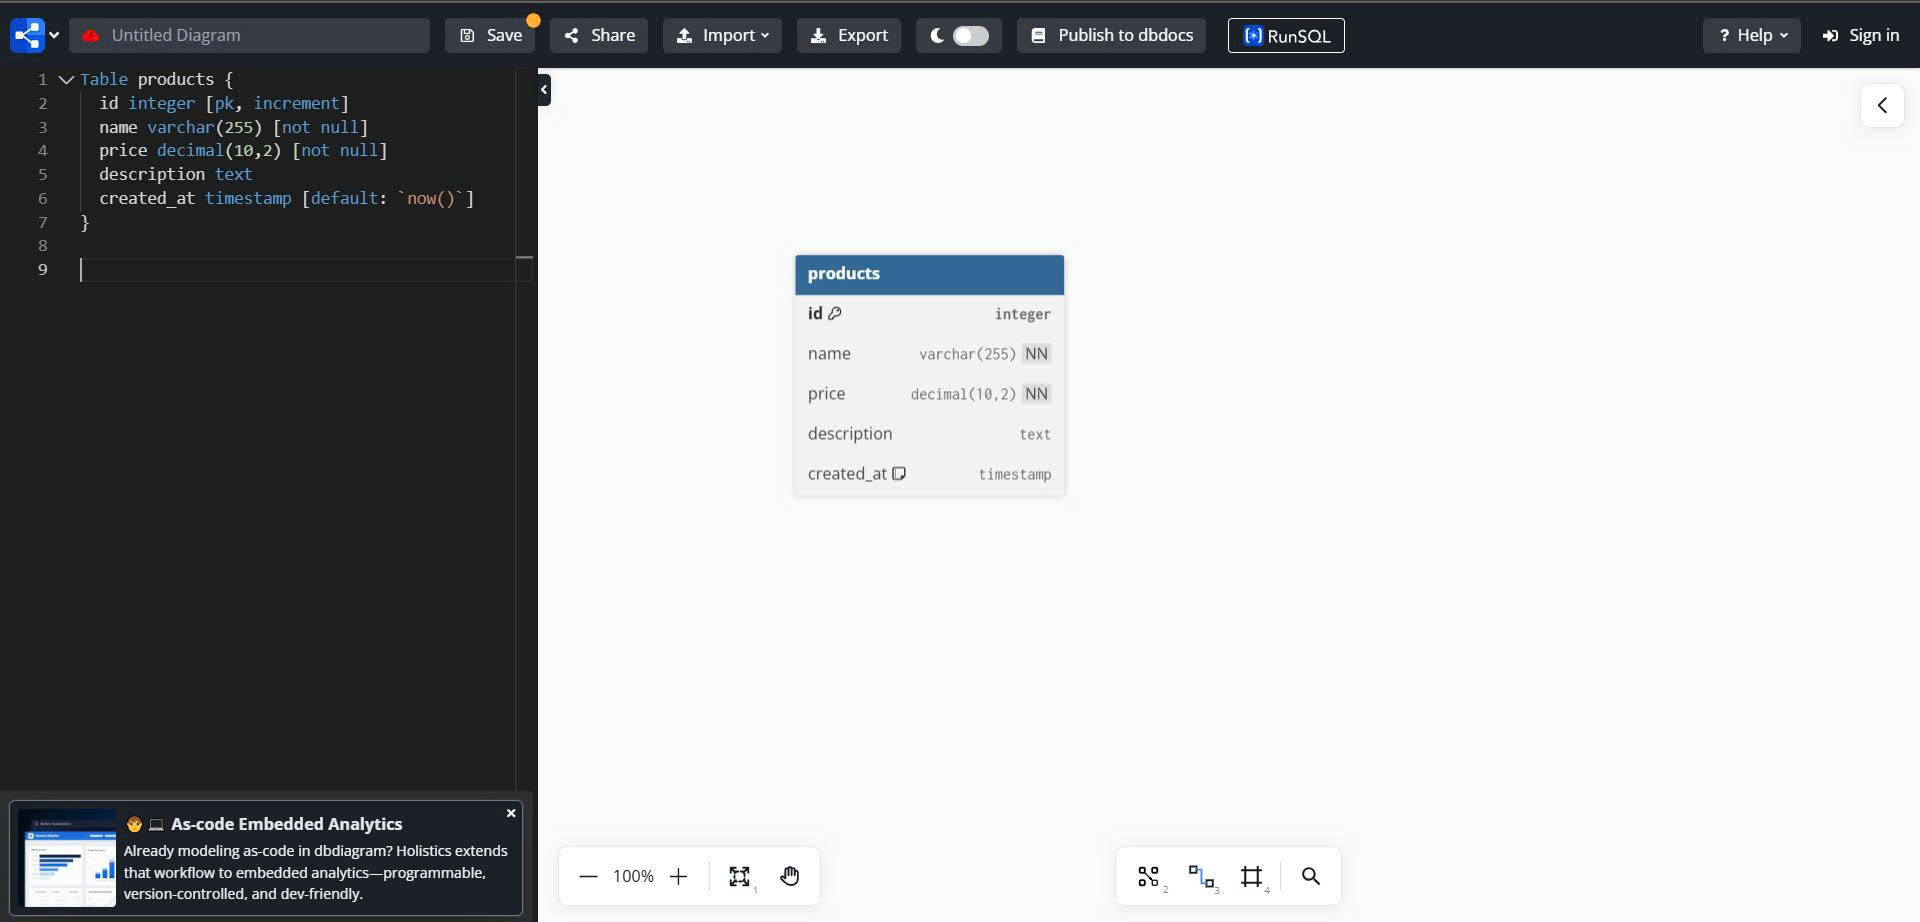 Untitled Diagram
Save
Share
Import
Export
Publish to dbdocs
RunSQL
? Help
Sign in
1 Table products {
2 id integer [pk, increment]
3 name varchar(255) [not null]
4 price decimal(10,2) [not null]
5 description text
6 created_at timestamp [default: `now()`]
7 }
8
9
products
id integer
name varchar(255) NN
price decimal(10,2) NN
description text
created_at timestamp
As-code Embedded Analytics
Already modeling as-code in dbdiagram? Holistics extends
that workflow to embedded analytics—programmable,
version-controlled, and dev-friendly.
100%
1
2
3
4